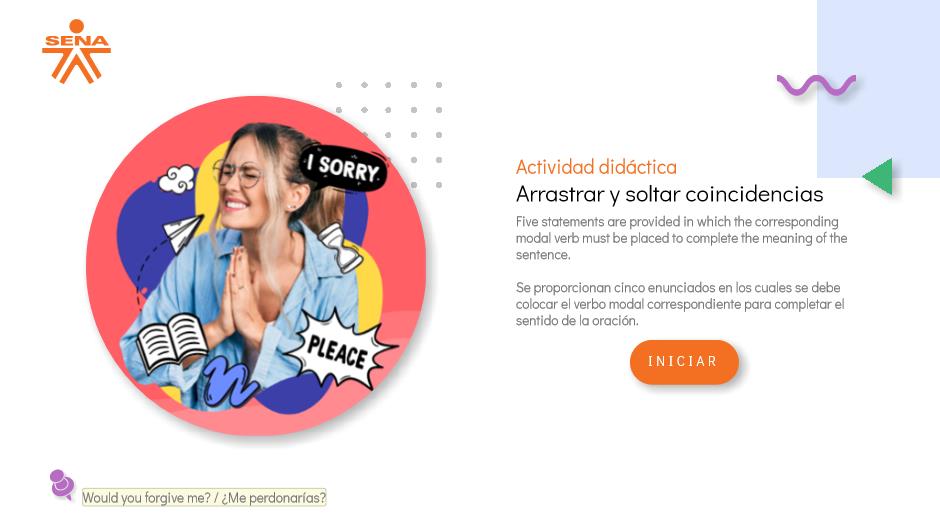 SENA
I SORRY.
PLEACE
Actividad didáctica
Arrastrar y soltar coincidencias
Five statements are provided in which the corresponding
modal verb must be placed to complete the meaning of the
sentence.
Se proporcionan cinco enunciados en los cuales se debe
colocar el verbo modal correspondiente para completar el
sentido de la oración.
INICIAR
Would you forgive me? / ¿Me perdonarías?